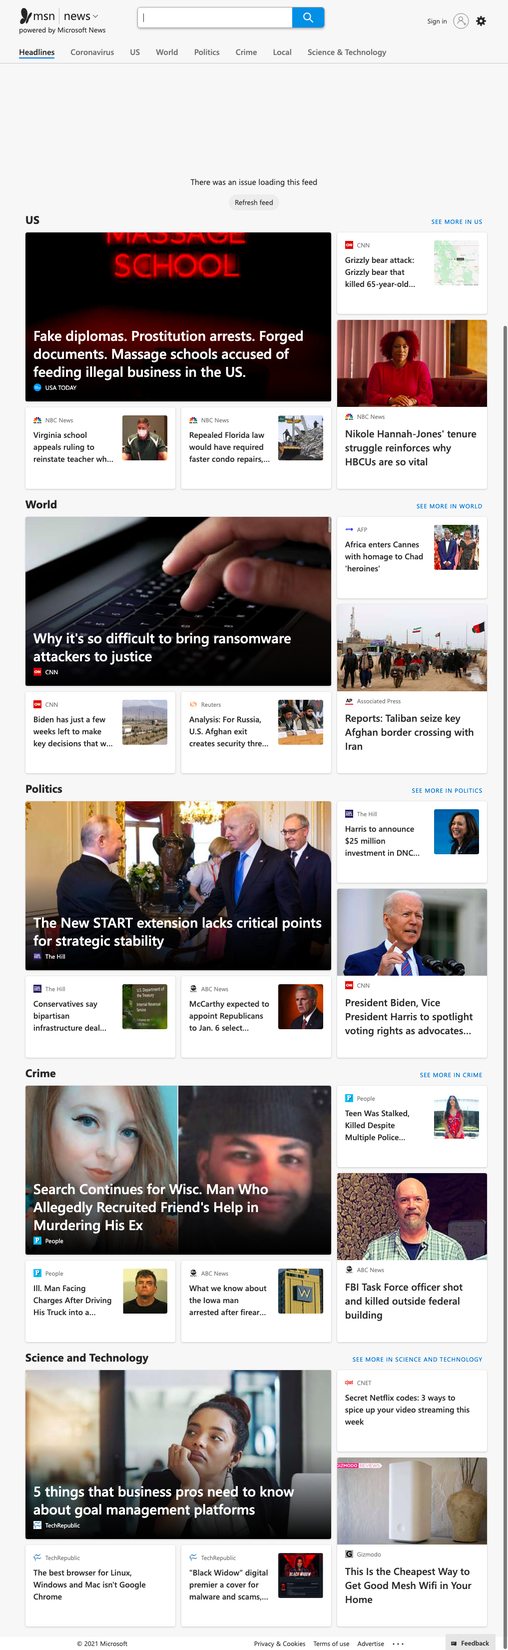 msn | news
powered by Microsoft News
Sign in
Headlines Coronavirus US World Politics Crime Local Science & Technology
There was an issue loading this feed
Refresh feed
US
SEE MORE IN US
MASSAGE
SCHOOL
Fake diplomas. Prostitution arrests. Forged
documents. Massage schools accused of
feeding illegal business in the US.
USA TODAY
CNN
Grizzly bear attack:
Grizzly bear that
killed 65-year-old...
NBC News
Nikole Hannah-Jones' tenure
struggle reinforces why
HBCUs are so vital
NBC News
Virginia school
appeals ruling to
reinstate teacher wh...
NBC News
Repealed Florida law
would have required
faster condo repairs,...
World
SEE MORE IN WORLD
Why it's so difficult to bring ransomware
attackers to justice
CNN
AFP
Africa enters Cannes
with homage to Chad
'heroines'
AP
Associated Press
Reports: Taliban seize key
Afghan border crossing with
Iran
CNN
Biden has just a few
weeks left to make
key decisions that w...
Reuters
Analysis: For Russia,
U.S. Afghan exit
creates security thre...
Politics
SEE MORE IN POLITICS
The New START extension lacks critical points
for strategic stability
The Hill
The Hill
Harris to announce
$25 million
investment in DNC...
CNN
President Biden, Vice
President Harris to spotlight
voting rights as advocates...
The Hill
Conservatives say
bipartisan
infrastructure deal...
ABC News
McCarthy expected to
appoint Republicans
to Jan. 6 select...
Crime
SEE MORE IN CRIME
Search Continues for Wisc. Man Who
Allegedly Recruited Friend's Help in
Murdering His Ex
People
People
Teen Was Stalked,
Killed Despite
Multiple Police...
ABC News
FBI Task Force officer shot
and killed outside federal
building
People
Ill. Man Facing
Charges After Driving
His Truck into a...
ABC News
What we know about
the Iowa man
arrested after firear...
W
Science and Technology
SEE MORE IN SCIENCE AND TECHNOLOGY
5 things that business pros need to know
about goal management platforms
TechRepublic
CNET
Secret Netflix codes: 3 ways to
spice up your video streaming this
week
GIZMODO REVIEWS
Gizmodo
This Is the Cheapest Way to
Get Good Mesh Wifi in Your
Home
TechRepublic
The best browser for Linux,
Windows and Mac isn't Google
Chrome
TechRepublic
"Black Widow" digital
premier a cover for
malware and scams,...
BLACK WIDOW
© 2021 Microsoft
Privacy & Cookies Terms of use Advertise
Feedback